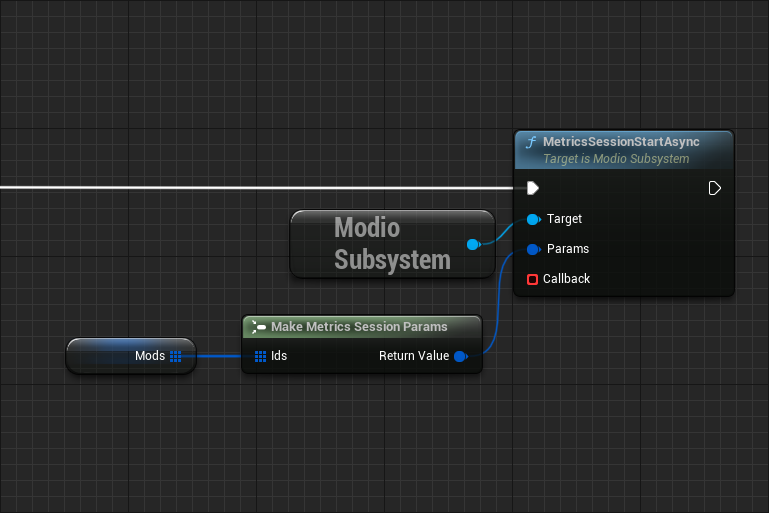 MetricsSessionStartAsync
Target is Modio Subsystem
Target
Params
Callback
Modio
Subsystem
Make Metrics Session Params
Ids Return Value
Mods